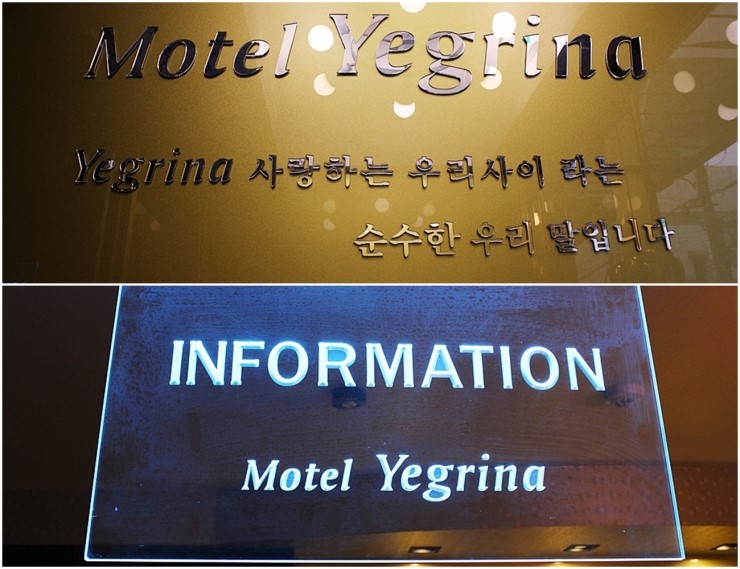 Motel Yegrina
Yegrina 사랑하는 우리사이 라는
순수한 우리 말입니다
INFORMATION
Motel Yegrina